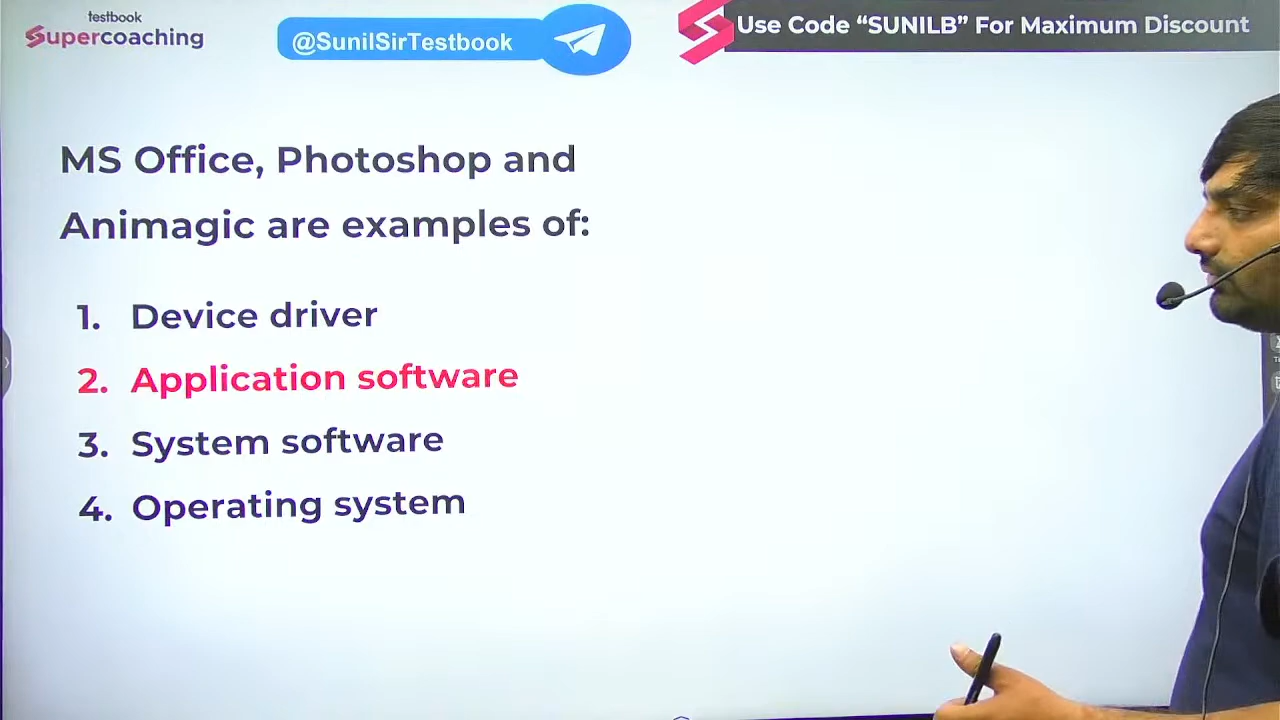 testbook
Supercoaching
@SunilSirTestbook
Use Code “SUNILB” For Maximum Discount
MS Office, Photoshop and
Animagic are examples of:
1. Device driver
2. Application software
3. System software
4. Operating system